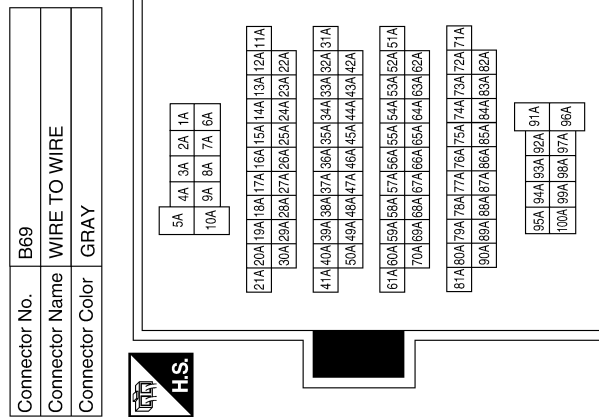 Connector No. B69
Connector Name WIRE TO WIRE
Connector Color GRAY
H.S.
5A 4A 3A 2A 1A
10A 9A 8A 7A 6A
21A 20A 19A 18A 17A 16A 15A 14A 13A 12A 11A
30A 29A 28A 27A 26A 25A 24A 23A 22A
41A 40A 39A 38A 37A 36A 35A 34A 33A 32A 31A
50A 49A 48A 47A 46A 45A 44A 43A 42A
61A 60A 59A 58A 57A 56A 55A 54A 53A 52A 51A
70A 69A 68A 67A 66A 65A 64A 63A 62A
81A 80A 79A 78A 77A 76A 75A 74A 73A 72A 71A
90A 89A 88A 87A 86A 85A 84A 83A 82A
95A 94A 93A 92A 91A
100A 99A 98A 97A 96A